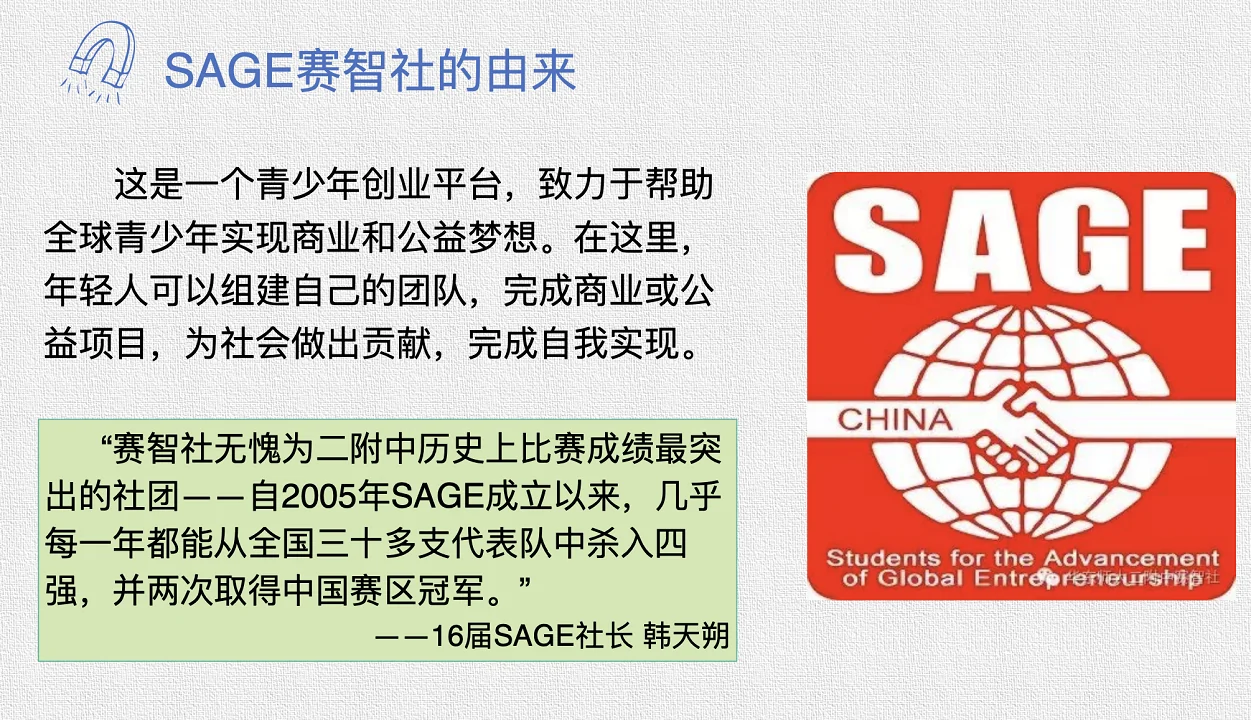 SAGE赛智社的由来
这是一个青少年创业平台，致力于帮助
全球青少年实现商业和公益梦想。在这里，
年轻人可以组建自己的团队，完成商业或公
益项目，为社会做出贡献，完成自我实现。
“赛智社无愧为二附中历史上比赛成绩最突
出的社团——自2005年SAGE成立以来，几乎
每一年都能从全国三十多支代表队中杀入四
强，并两次取得中国赛区冠军。”
——16届SAGE社长 韩天朔
SAGE
CHINA
Students for the Advancement
of Global Entrepreneurship